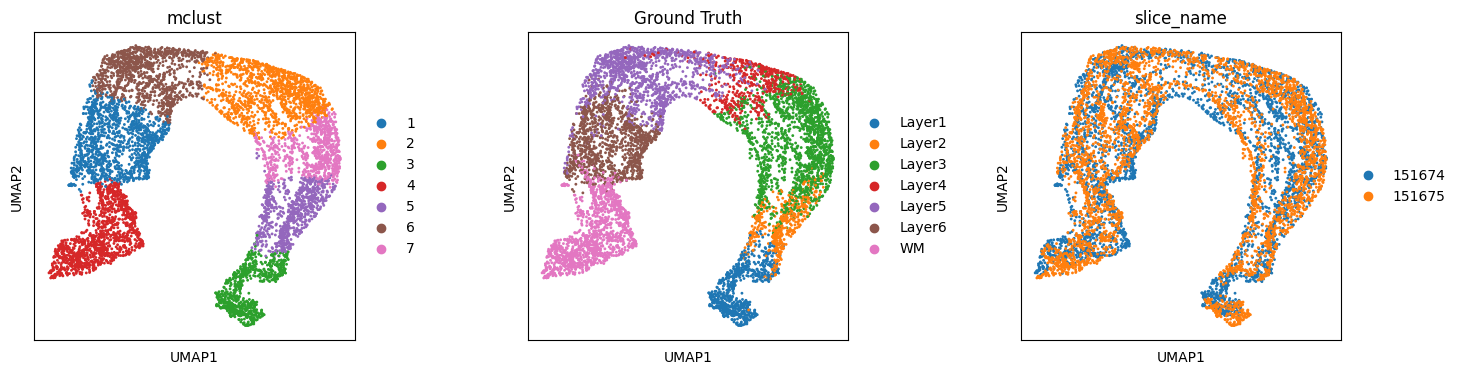 mclust
UMAP2
UMAP1
1
2
3
4
5
6
7
Ground Truth
UMAP2
UMAP1
Layer1
Layer2
Layer3
Layer4
Layer5
Layer6
WM
slice_name
UMAP2
UMAP1
151674
151675